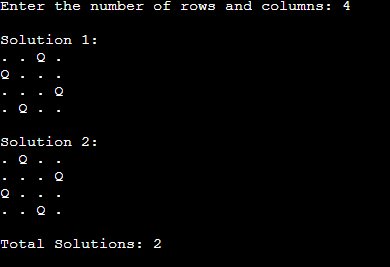 Enter the number of rows and columns: 4
Solution 1:
. . Q .
Q . . .
. . . Q
. Q . .
Solution 2:
. Q . .
. . . Q
Q . . .
. . Q .
Total Solutions: 2